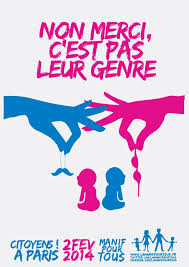 NON MERCI,
C'EST PAS
LEUR GENRE
CITOYENS !
À PARIS
2 FEV
2014
MANIF
POUR
TOUS